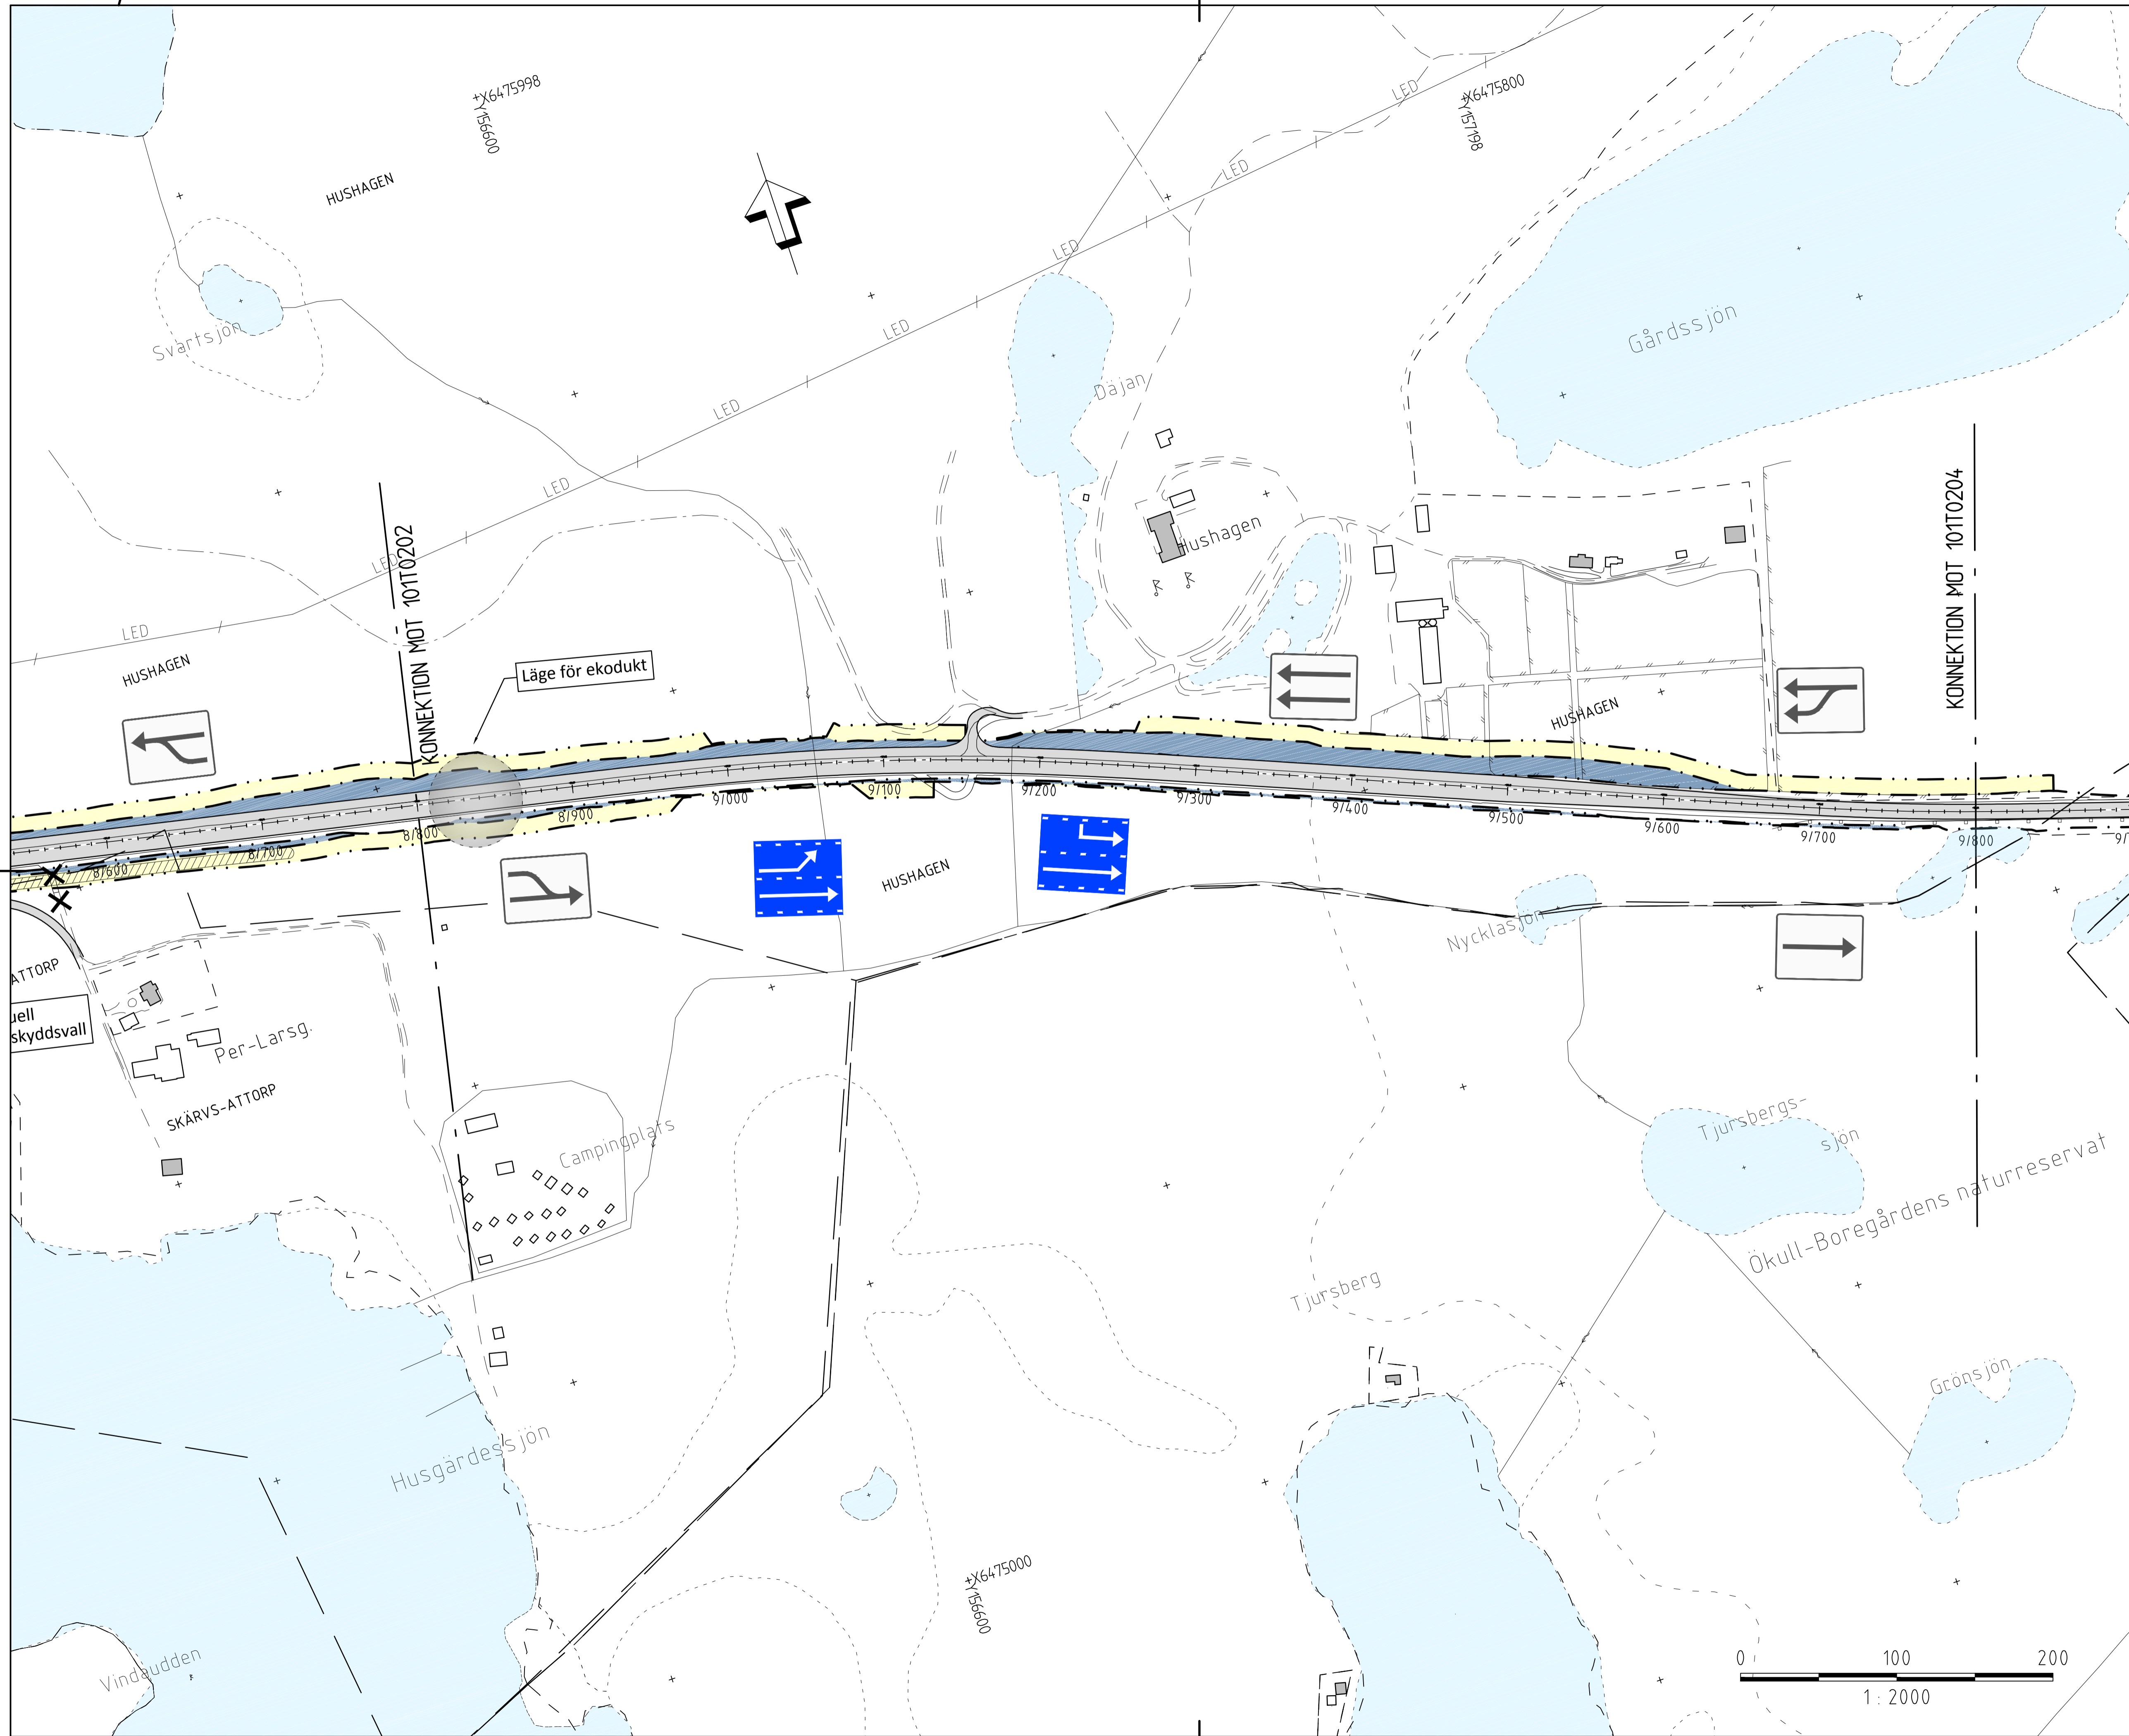 +X6475998
Y156600
+X6475800
Y157198
HUSHAGEN
LED
LED
LED
LED
LED
LED
LED
LED
Svartsjön
Däjan
Gårdssjön
Hushagen
KONNEKTION MOT 101T0202
KONNEKTION MOT 101T0204
HUSHAGEN
Läge för ekodukt
HUSHAGEN
8/600
8/700
8/800
8/900
9/000
9/100
9/200
9/300
9/400
9/500
9/600
9/700
9/800
9/
HUSHAGEN
Nycklasjön
ATTORP
uell
skyddsvall
Per-Larsg.
SKÄRVS-ATTORP
Campingplats
Tjursbergs-
sjön
Ökull-Boregårdens naturreservat
Tjursberg
Grönsjön
Husgärdessjön
+X6475000
Y156600
Vindaudden
0 100 200
1:2000